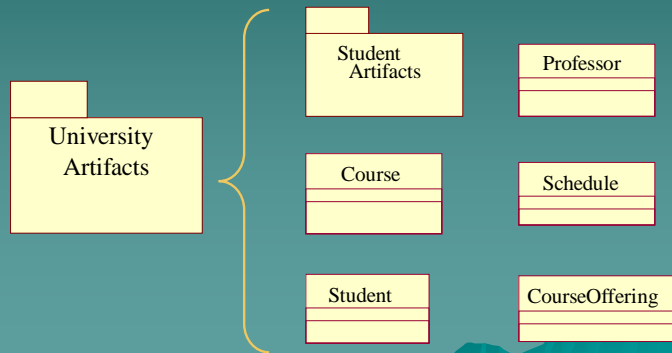 University
Artifacts
Student
Artifacts
Professor
Course
Schedule
Student
CourseOffering